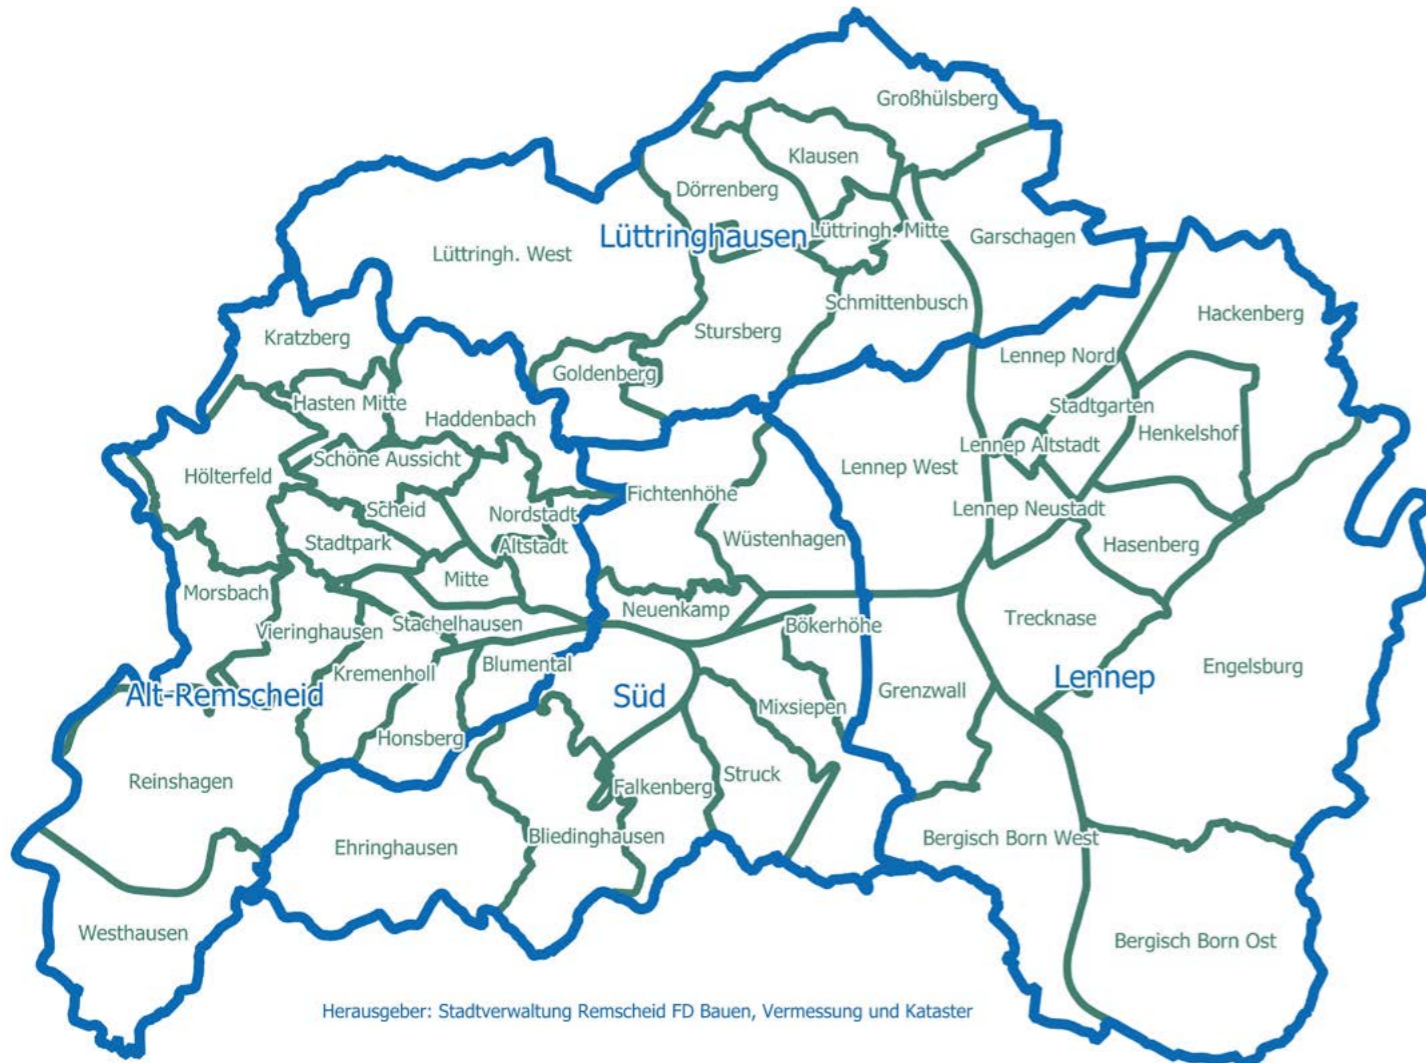 Großhülsberg
Klausen
Dörrenberg
Lüttringh. Mitte
Lüttringhausen
Garschagen
Lüttringh. West
Schmittenbusch
Hackenberg
Kratzberg
Stursberg
Lennep Nord
Goldenberg
Hasten Mitte
Stadtgarten
Haddenbach
Henkelshof
Lennep Altstadt
Schöne Aussicht
Lennep West
Hölterfeld
Fichtenhöhe
Scheid
Nordstadt
Lennep Neustadt
Wüstenhagen
Stadtpark
Altstadt
Hasenberg
Mitte
Morsbach
Neuenkamp
Trecknase
Stachelhausen
Bökerhöhe
Vieringhausen
Blumental
Engelsburg
Kremenholl
Lennep
Grenzwall
Alt-Remscheid
Süd
Mixsiepen
Honsberg
Struck
Reinshagen
Falkenberg
Bliedinghausen
Bergisch Born West
Ehringhausen
Westhausen
Bergisch Born Ost
Herausgeber: Stadtverwaltung Remscheid FD Bauen, Vermessung und Kataster